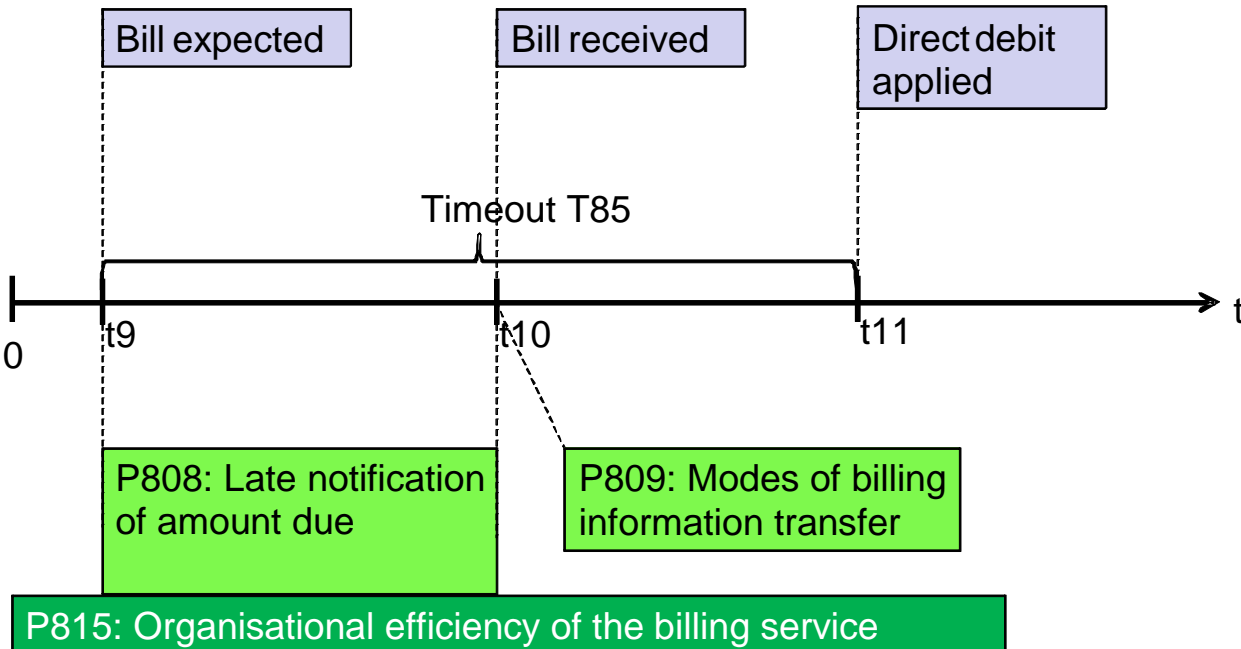 Bill expected
Bill received
Direct debit
applied
Timeout T85
0
t9
t10
t11
t
P808: Late notification
of amount due
P809: Modes of billing
information transfer
P815: Organisational efficiency of the billing service